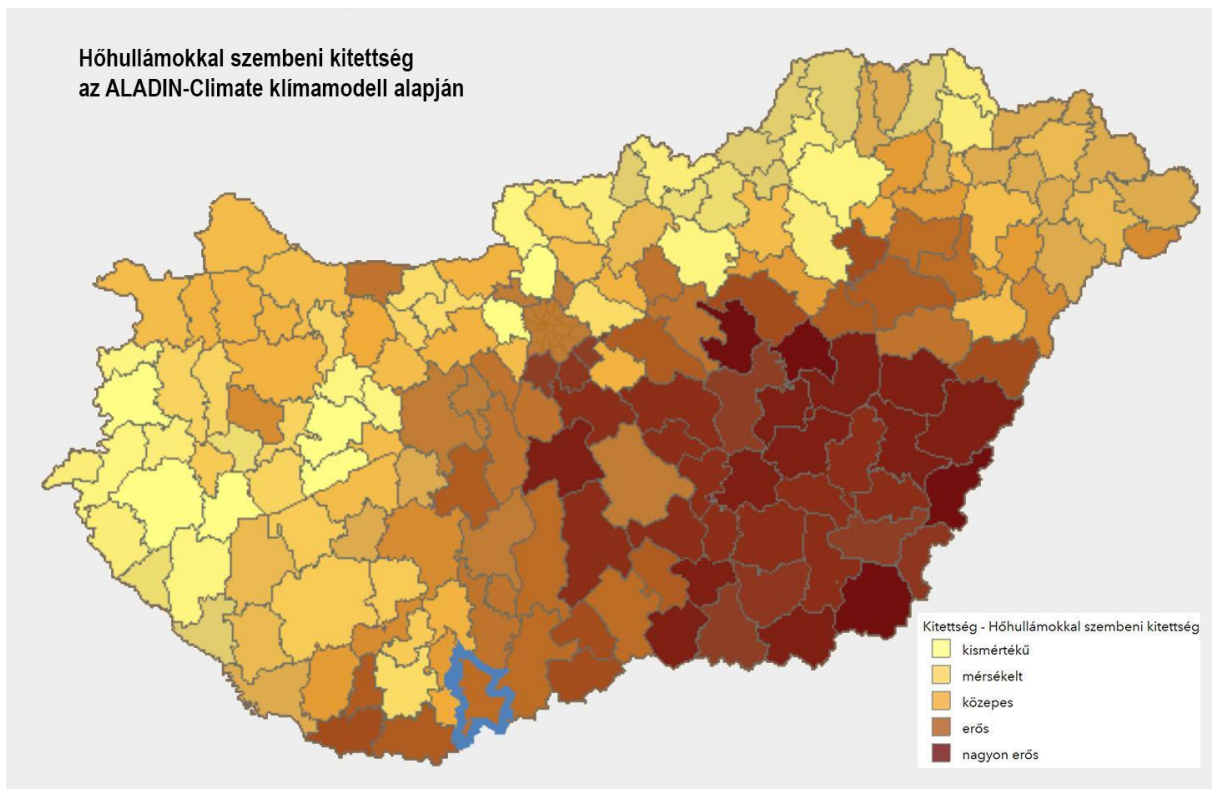 Hőhullámokkal szembeni kitettség
az ALADIN-Climate klímamodell alapján
Kitettség - Hőhullámokkal szembeni kitettség
kismértékű
mérsékelt
közepes
erős
nagyon erős